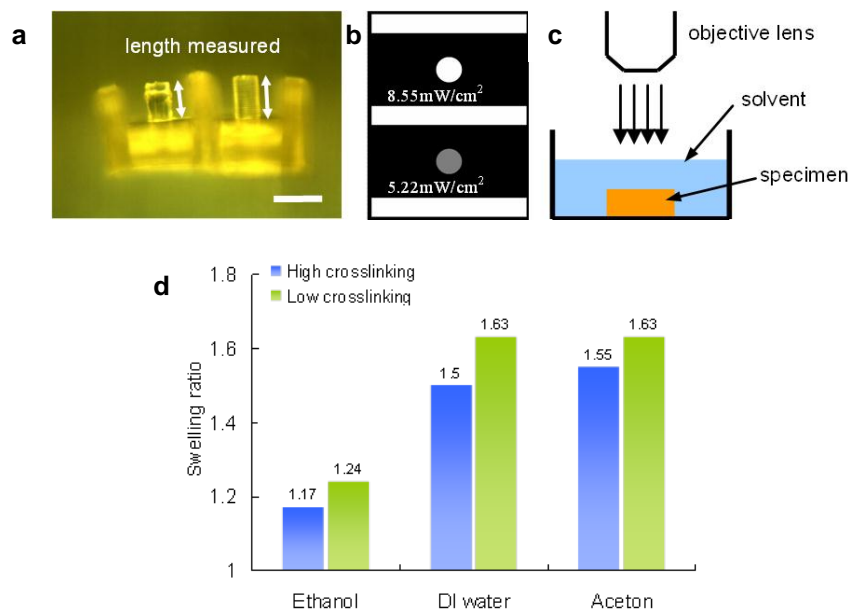 a
length measured
b
8.55mW/cm²
5.22mW/cm²
c
objective lens
solvent
specimen
d
High crosslinking
Low crosslinking
Swelling ratio
1.8
1.6
1.4
1.2
1
1.17
1.24
1.5
1.63
1.55
1.63
Ethanol
DI water
Aceton